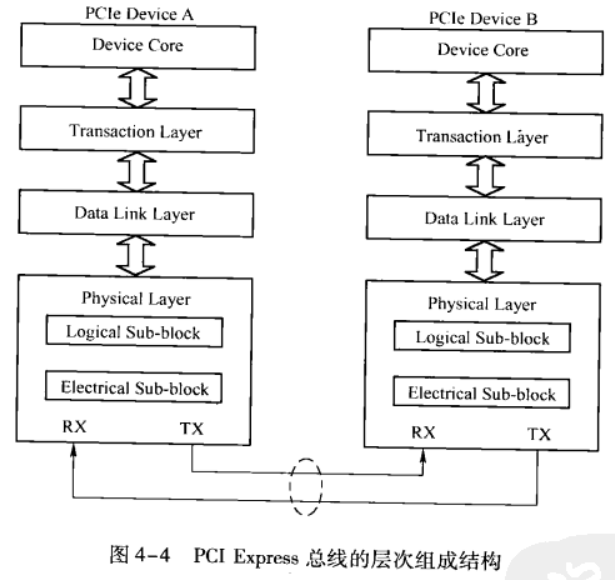 PCIe Device A
Device Core
Transaction Layer
Data Link Layer
Physical Layer
Logical Sub-block
Electrical Sub-block
RX TX
PCIe Device B
Device Core
Transaction Layer
Data Link Layer
Physical Layer
Logical Sub-block
Electrical Sub-block
RX TX
图 4-4 PCI Express 总线的层次组成结构